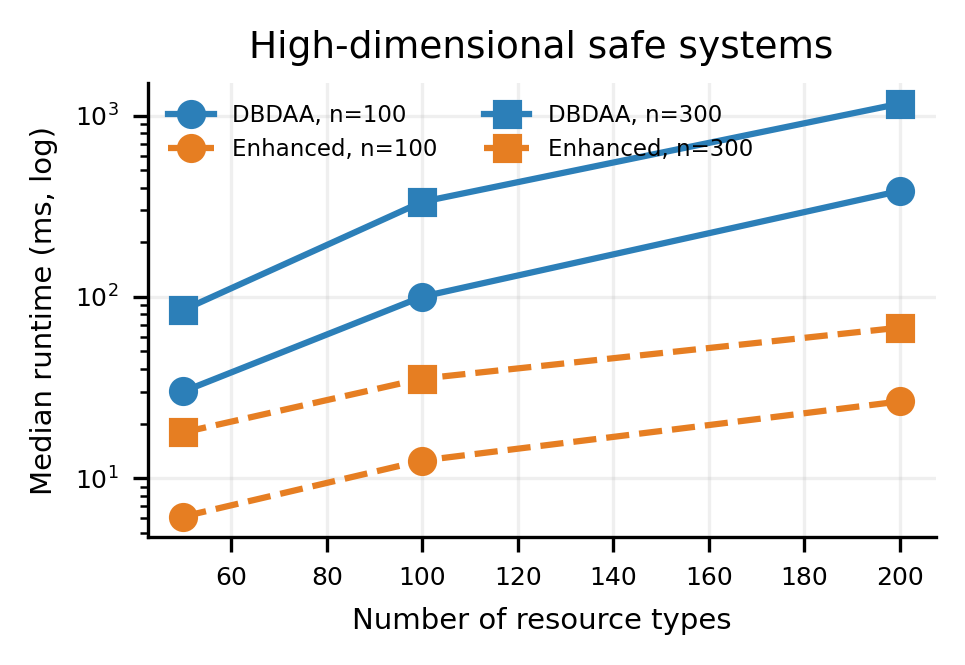 High-dimensional safe systems
DBDAA, n=100
Enhanced, n=100
DBDAA, n=300
Enhanced, n=300
Median runtime (ms, log)
10³
10²
10¹
60 80 100 120 140 160 180 200
Number of resource types